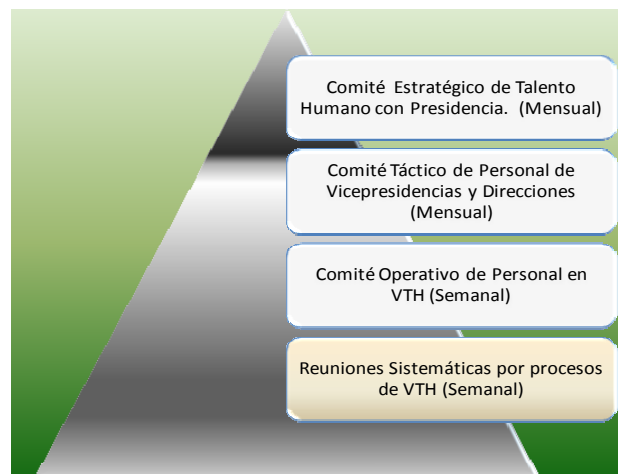 Comité Estratégico de Talento
Humano con Presidencia. (Mensual)
Comité Táctico de Personal de
Vicepresidencias y Direcciones
(Mensual)
Comité Operativo de Personal en
VTH (Semanal)
Reuniones Sistemáticas por procesos
de VTH (Semanal)